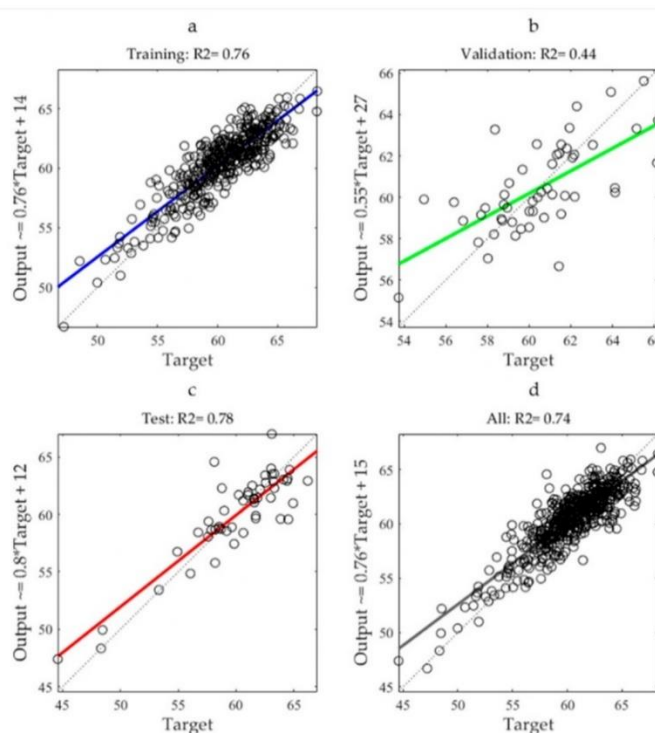 a
Training: R2= 0.76
Output ~= 0.76*Target + 14
65
60
55
50
50 55 60 65
Target
b
Validation: R2= 0.44
Output ~= 0.55*Target + 27
66
64
62
60
58
56
54
54 56 58 60 62 64 66
Target
c
Test: R2= 0.78
Output ~= 0.8*Target + 12
65
60
55
50
45
45 50 55 60 65
Target
d
All: R2= 0.74
Output ~= 0.76*Target + 15
65
60
55
50
45
45 50 55 60 65
Target